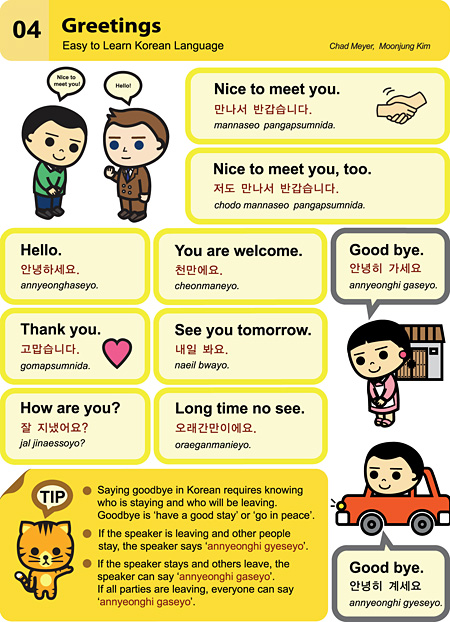 04
Greetings
Easy to Learn Korean Language
Chad Meyer, Moonjung Kim
Nice to
meet you!
Hello!
Nice to meet you.
만나서 반갑습니다.
mannaseo pangapsumnida.
Nice to meet you, too.
저도 만나서 반갑습니다.
chodo mannaseo pangapsumnida.
Hello.
안녕하세요.
annyeonghaseyo.
You are welcome.
천만에요.
cheonmaneyo.
Good bye.
안녕히 가세요
annyeonghi gaseyo.
Thank you.
고맙습니다.
gomapsumnida.
See you tomorrow.
내일 봐요.
naeil bwayo.
How are you?
잘 지냈어요?
jal jinaessoyo?
Long time no see.
오래간만이에요.
oraeganmanieyo.
TIP
Saying goodbye in Korean requires knowing
who is staying and who will be leaving.
Goodbye is 'have a good stay' or 'go in peace'.
If the speaker is leaving and other people
stay, the speaker says 'annyeonghi gyeseyo'.
If the speaker stays and others leave, the
speaker can say 'annyeonghi gaseyo'.
If all parties are leaving, everyone can say
'annyeonghi gaseyo'.
Good bye.
안녕히 계세요
annyeonghi gyeseyo.